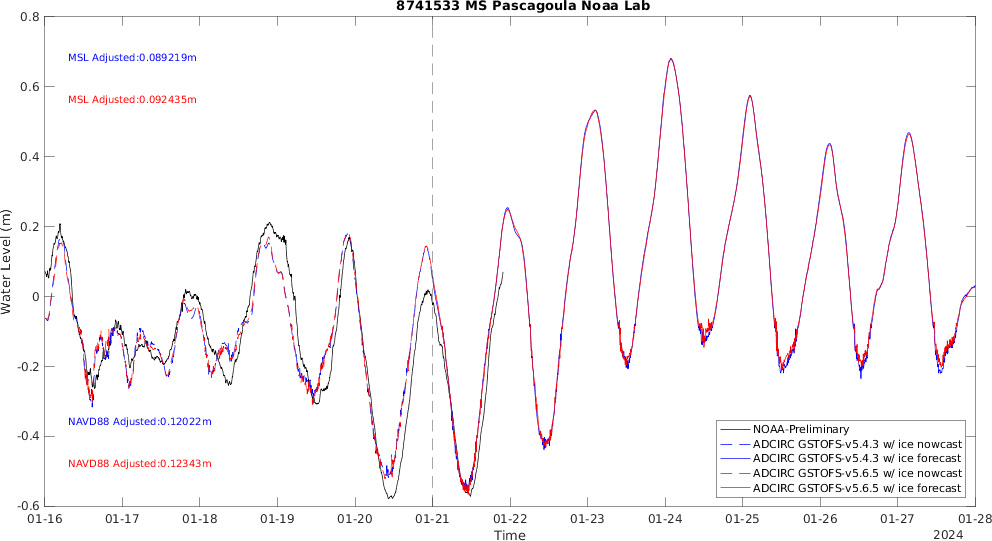 8741533 MS Pascagoula Noaa Lab
0.8
MSL Adjusted:0.089219m
0.6
MSL Adjusted:0.092435m
0.4
0.2
Water Level (m)
0
-0.2
NAVD88 Adjusted:0.12022m
-0.4
NAVD88 Adjusted:0.12343m
-0.6
NOAA-Preliminary
ADCIRC GSTOFS-v5.4.3 w/ ice nowcast
ADCIRC GSTOFS-v5.4.3 w/ ice forecast
ADCIRC GSTOFS-v5.6.5 w/ ice nowcast
ADCIRC GSTOFS-v5.6.5 w/ ice forecast
01-16 01-17 01-18 01-19 01-20 01-21 01-22 01-23 01-24 01-25 01-26 01-27 01-28
Time
2024